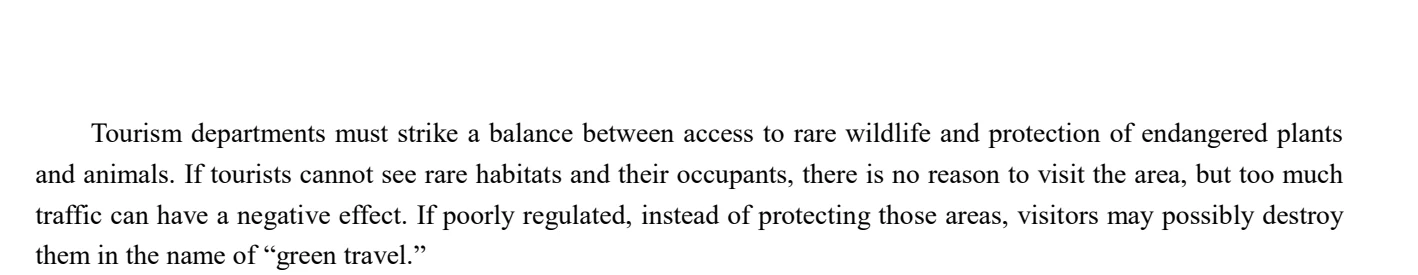 Tourism departments must strike a balance between access to rare wildlife and protection of endangered plants
and animals. If tourists cannot see rare habitats and their occupants, there is no reason to visit the area, but too much
traffic can have a negative effect. If poorly regulated, instead of protecting those areas, visitors may possibly destroy
them in the name of “green travel.”